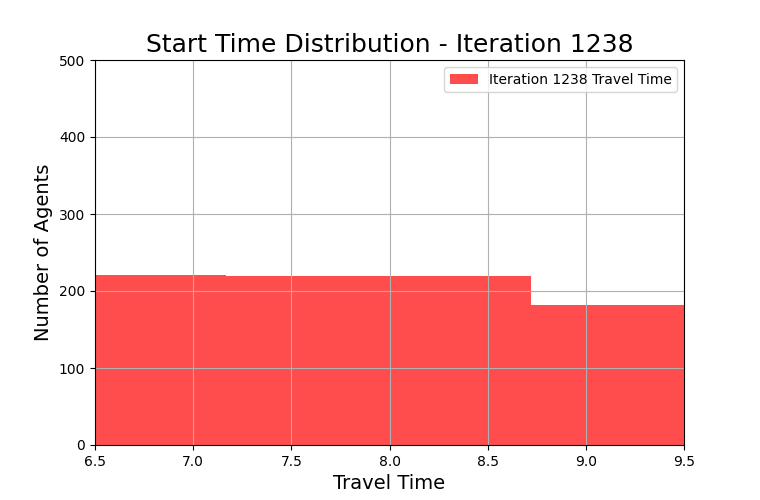 Start Time Distribution - Iteration 1238
500
400
300
200
100
0
Number of Agents
Iteration 1238 Travel Time
6.5 7.0 7.5 8.0 8.5 9.0 9.5
Travel Time